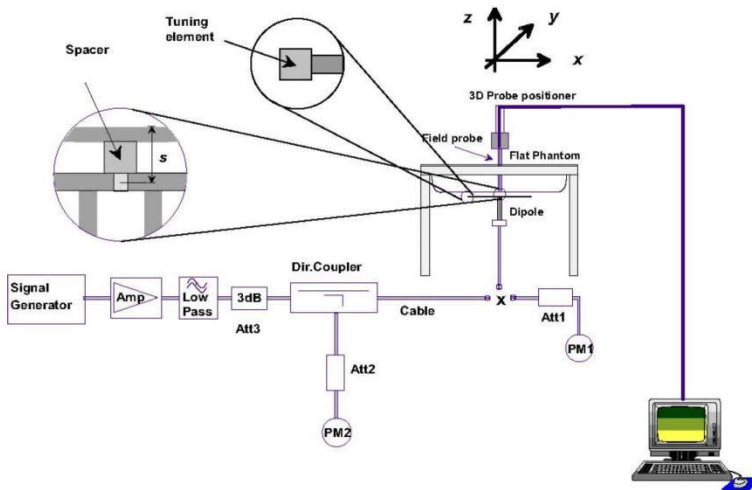 Tuning
element
Spacer
s
z
y
x
3D Probe positioner
Field probe
Flat Phantom
Dipole
Dir.Coupler
Signal
Generator
Amp
Low
Pass
3dB
Att3
Cable
x
Att1
PM1
Att2
PM2